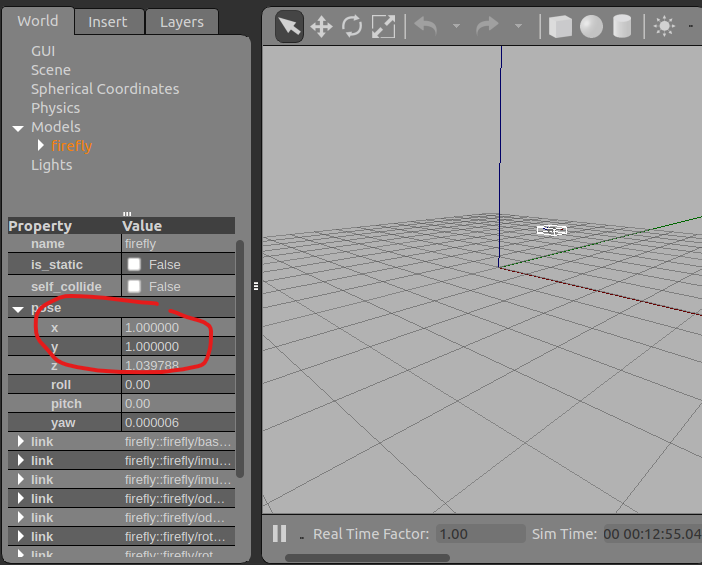 World Insert Layers
GUI
Scene
Spherical Coordinates
Physics
Models
firefly
Lights
Property Value
name firefly
is_static False
self_collide False
pose
x 1.000000
y 1.000000
z 1.039788
roll 0.00
pitch 0.00
yaw 0.000006
link firefly::firefly/bas...
link firefly::firefly/imu...
link firefly::firefly/imu...
link firefly::firefly/od...
link firefly::firefly/od...
link firefly::firefly/rot...
link firefly::firefly/rot...
Real Time Factor: 1.00 Sim Time: 00 00:12:55.04